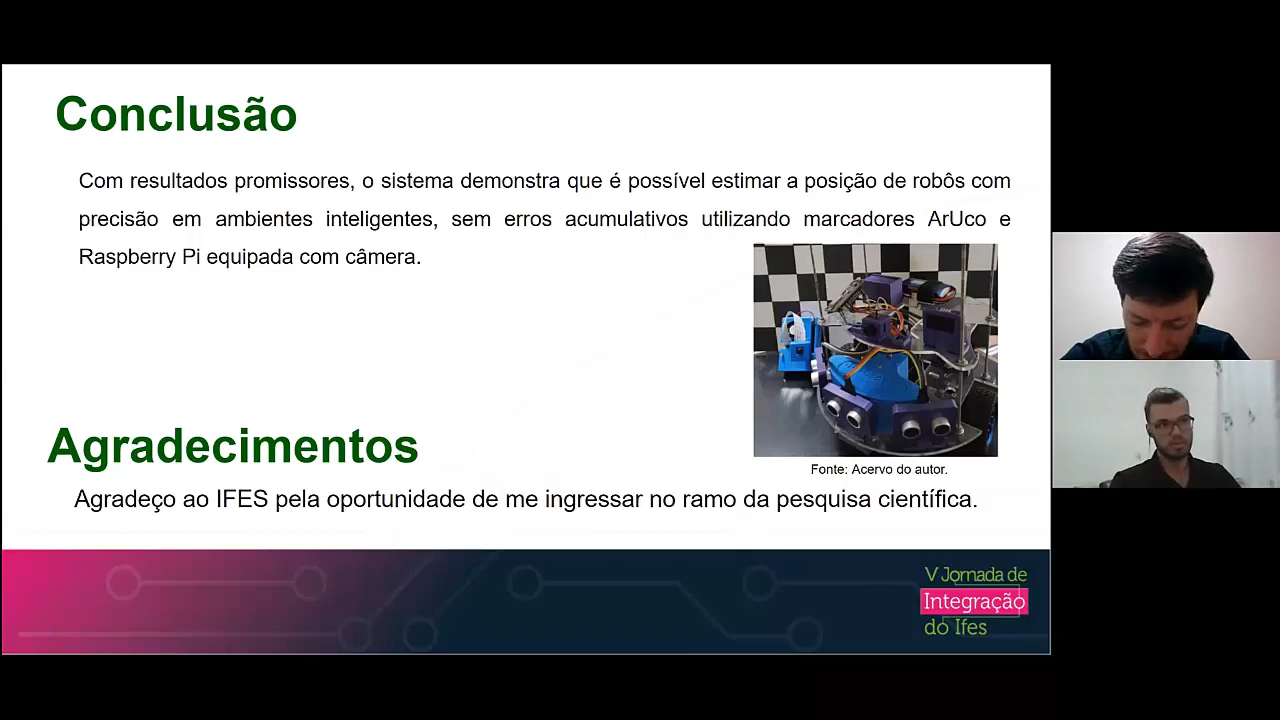 Conclusão
Com resultados promissores, o sistema demonstra que é possível estimar a posição de robôs com
precisão em ambientes inteligentes, sem erros acumulativos utilizando marcadores ArUco e
Raspberry Pi equipada com câmera.
Fonte: Acervo do autor.
Agradecimentos
Agradeço ao IFES pela oportunidade de me ingressar no ramo da pesquisa científica.
V Jornada de
Integração
do Ifes